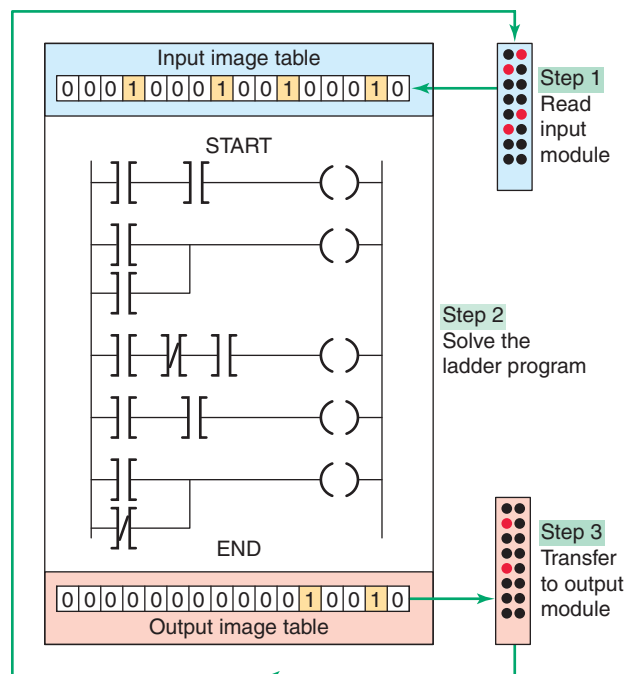 Input image table
0 0 0 1 0 0 0 1 0 0 1 0 0 0 1 0
Step 1
Read
input
module
START
Step 2
Solve the
ladder program
END
0 0 0 0 0 0 0 0 0 0 0 1 0 0 1 0
Output image table
Step 3
Transfer
to output
module